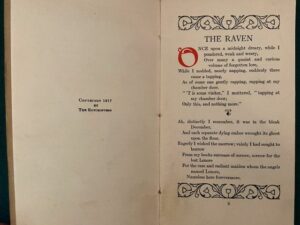 COPYRIGHT 1917
BY
THE ROYCROFTERS
THE RAVEN
ONCE upon a midnight dreary, while I
pondered, weak and weary,
Over many a quaint and curious
volume of forgotten lore,
While I nodded, nearly napping, suddenly there
came a tapping,
As of some one gently rapping, rapping at my
chamber door.
"'T is some visitor," I muttered, "tapping at
my chamber door;
Only this, and nothing more."
Ah, distinctly I remember, it was in the bleak
December,
And each separate dying ember wrought its ghost
upon the floor.
Eagerly I wished the morrow; vainly I had sought to
borrow
From my books surcease of sorrow, sorrow for the
lost Lenore
For the rare and radiant maiden whom the angels
named Lenore,
Nameless here forevermore.